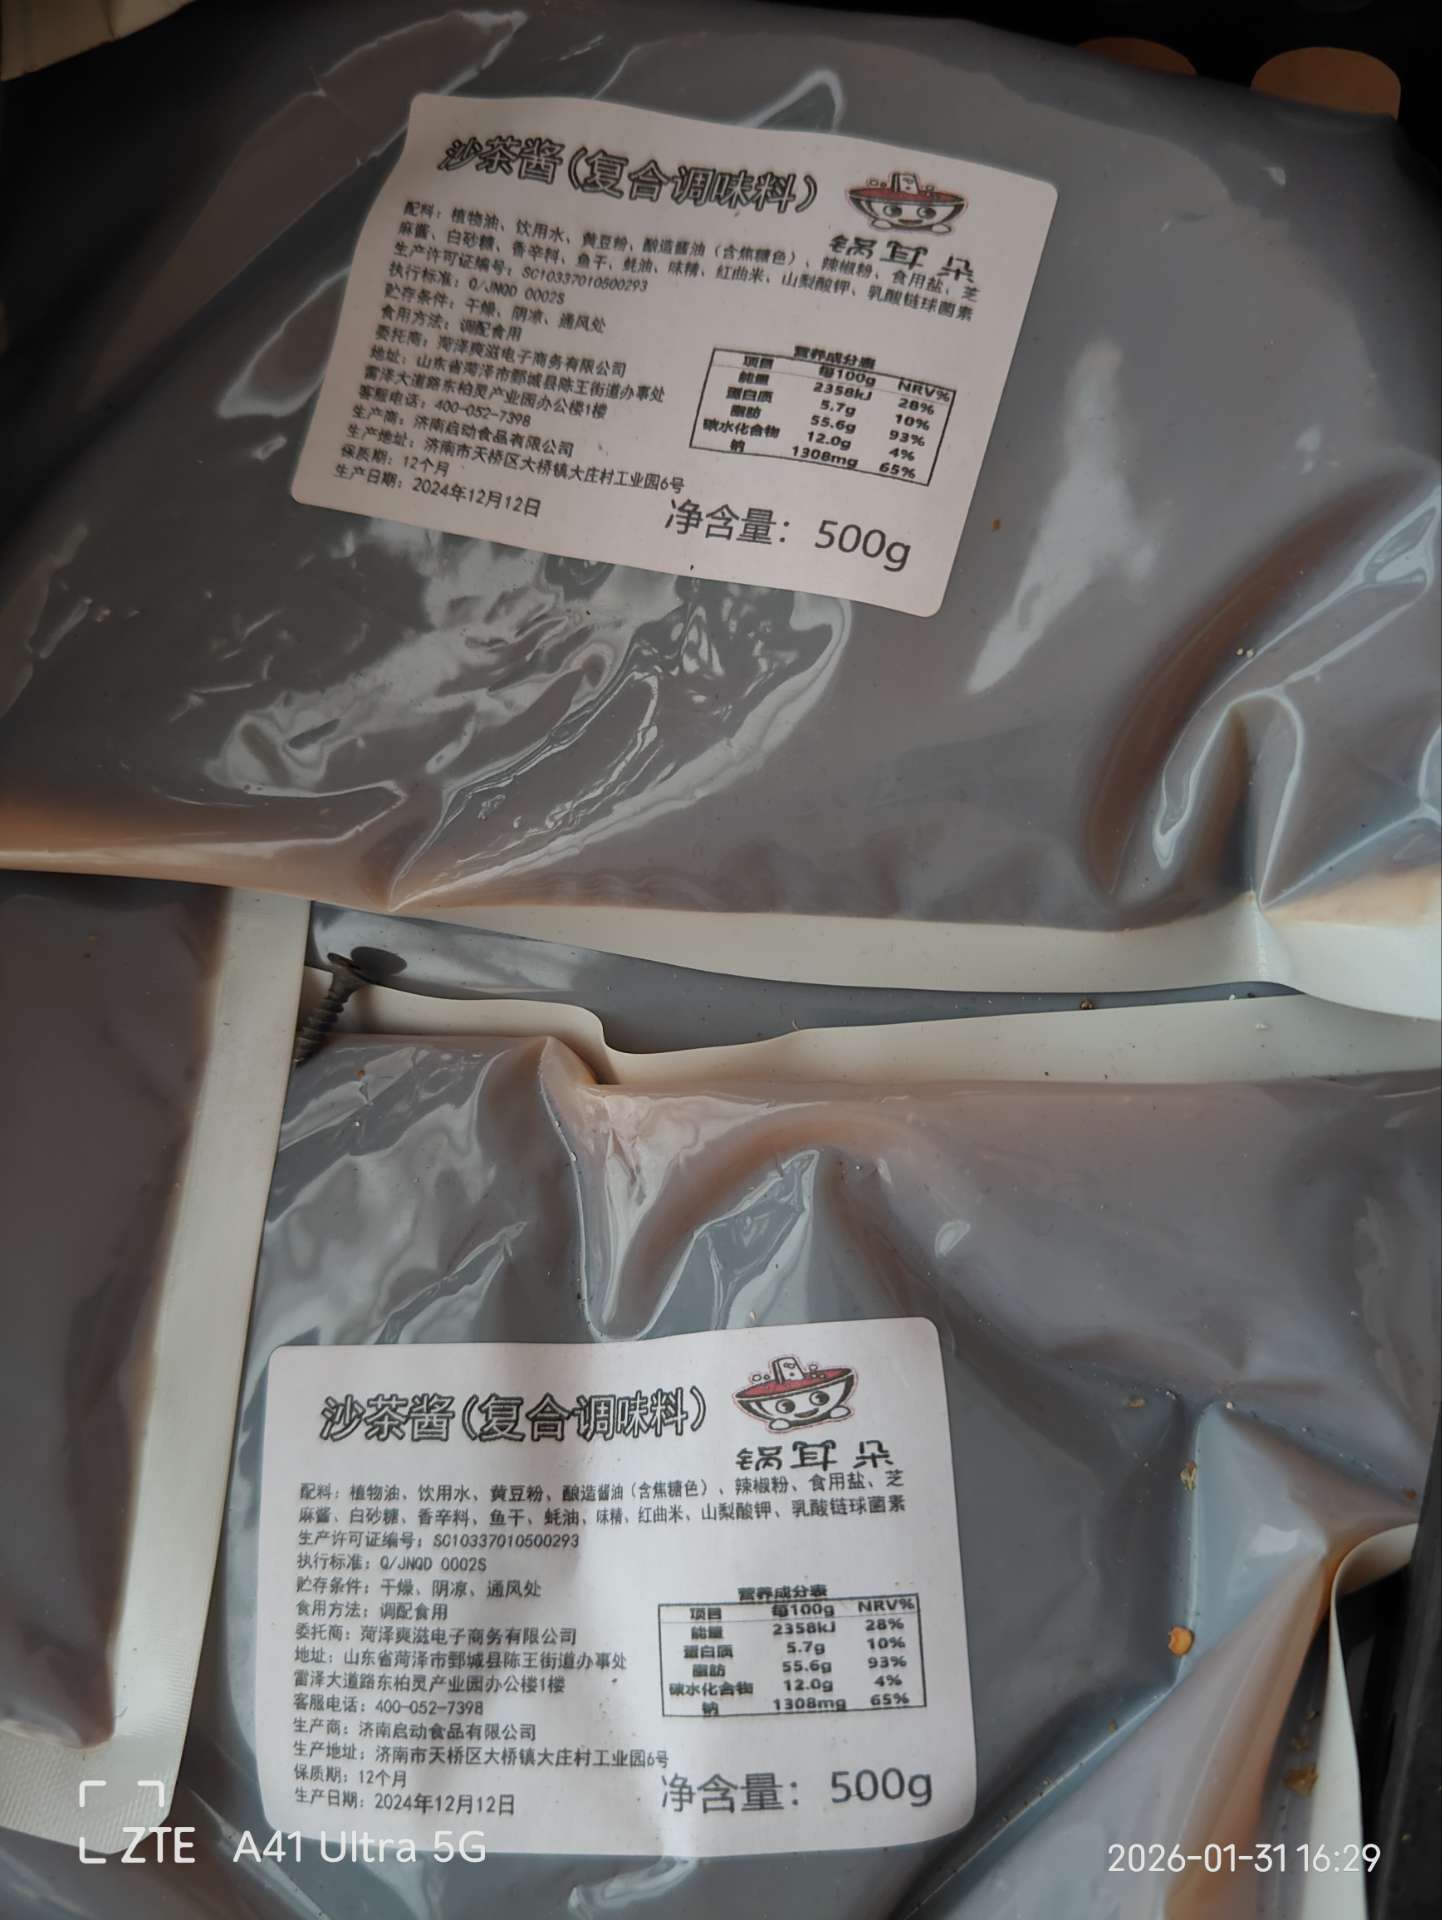 沙茶酱(复合调味料)
锅耳朵
配料：植物油、饮用水、黄豆粉、酿造酱油（含焦糖色）、辣椒粉、食用盐、芝
麻酱、白砂糖、香辛料、鱼干、蚝油、味精、红曲米、山梨酸钾、乳酸链球菌素
生产许可证编号：SC10337010500293
执行标准：Q/JNQD 0002S
贮存条件：干燥、阴凉、通风处
食用方法：调配食用
委托商：菏泽爽滋电子商务有限公司
地址：山东省菏泽市鄄城县陈王街道办事处
雷泽大道路东柏灵产业园办公楼1楼
客服电话：400-052-7398
生产商：济南启动食品有限公司
生产地址：济南市天桥区大桥镇大庄村工业园6号
保质期：12个月
生产日期：2024年12月12日
营养成分表
项目 每100g NRV%
能量 2358kJ 28%
蛋白质 5.7g 10%
脂肪 55.6g 93%
碳水化合物 12.0g 4%
钠 1308mg 65%
净含量：500g
沙茶酱(复合调味料)
锅耳朵
配料：植物油、饮用水、黄豆粉、酿造酱油（含焦糖色）、辣椒粉、食用盐、芝
麻酱、白砂糖、香辛料、鱼干、蚝油、味精、红曲米、山梨酸钾、乳酸链球菌素
生产许可证编号：SC10337010500293
执行标准：Q/JNQD 0002S
贮存条件：干燥、阴凉、通风处
食用方法：调配食用
委托商：菏泽爽滋电子商务有限公司
地址：山东省菏泽市鄄城县陈王街道办事处
雷泽大道路东柏灵产业园办公楼1楼
客服电话：400-052-7398
生产商：济南启动食品有限公司
生产地址：济南市天桥区大桥镇大庄村工业园6号
保质期：12个月
生产日期：2024年12月12日
营养成分表
项目 每100g NRV%
能量 2358kJ 28%
蛋白质 5.7g 10%
脂肪 55.6g 93%
碳水化合物 12.0g 4%
钠 1308mg 65%
净含量：500g
ZTE A41 Ultra 5G
2026-01-31 16:29